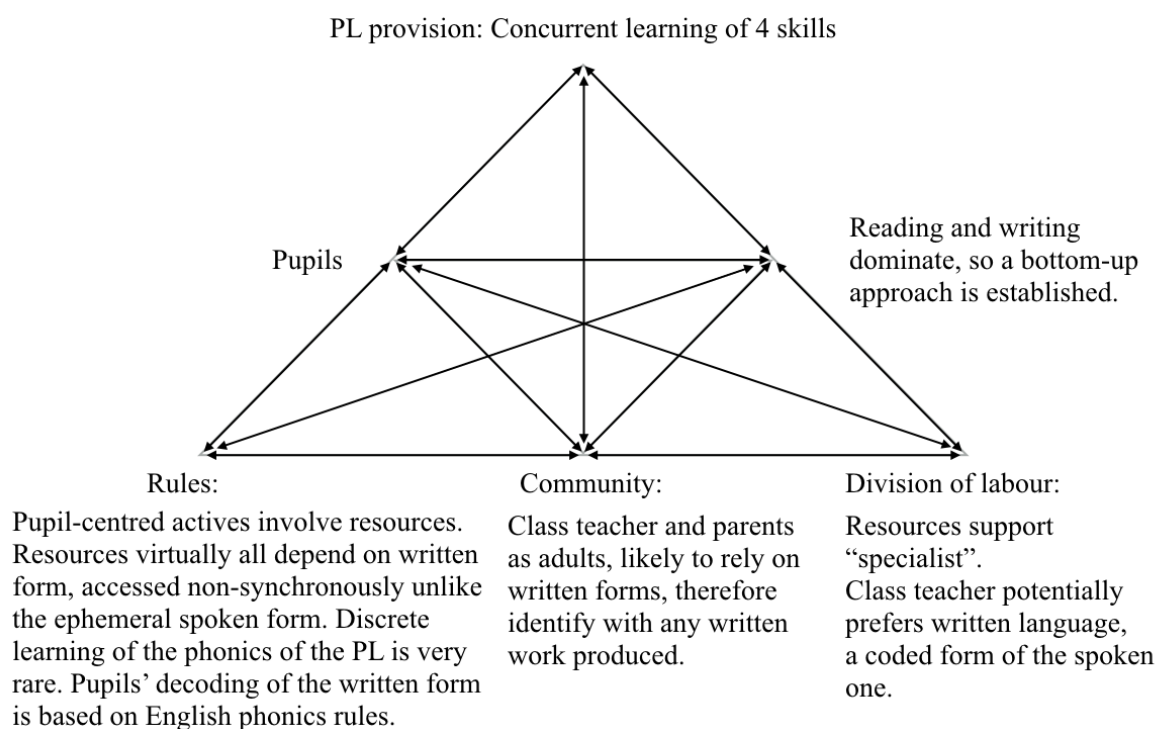 PL provision: Concurrent learning of 4 skills
Pupils
Reading and writing
dominate, so a bottom-up
approach is established.
Rules:
Pupil-centred actives involve resources.
Resources virtually all depend on written
form, accessed non-synchronously unlike
the ephemeral spoken form. Discrete
learning of the phonics of the PL is very
rare. Pupils’ decoding of the written form
is based on English phonics rules.
Community:
Class teacher and parents
as adults, likely to rely on
written forms, therefore
identify with any written
work produced.
Division of labour:
Resources support
“specialist”.
Class teacher potentially
prefers written language,
a coded form of the spoken
one.